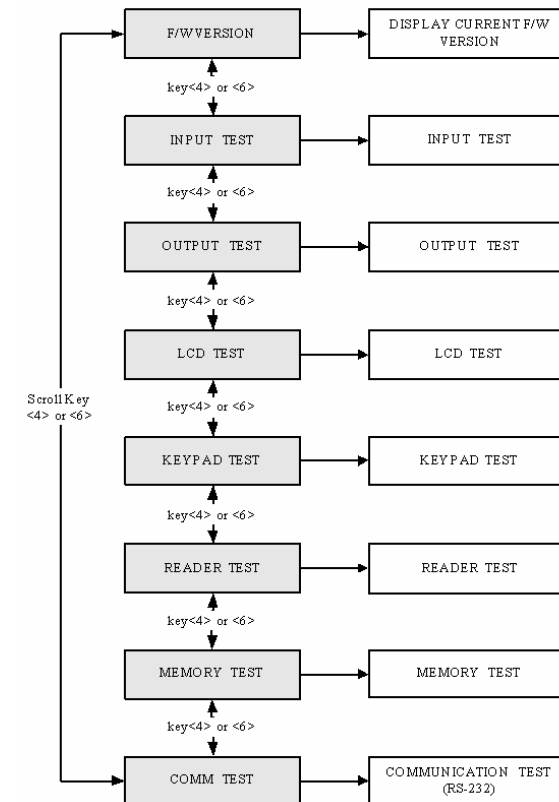 F/W VERSION
DISPLAY CURRENT F/W
VERSION
key<4> or <6>
INPUT TEST
INPUT TEST
key<4> or <6>
OUTPUT TEST
OUTPUT TEST
key<4> or <6>
LCD TEST
LCD TEST
Scroll Key
<4> or <6>
key<4> or <6>
KEYPAD TEST
KEYPAD TEST
key<4> or <6>
READER TEST
READER TEST
key<4> or <6>
MEMORY TEST
MEMORY TEST
key<4> or <6>
COMM TEST
COMMUNICATION TEST
(RS-232)